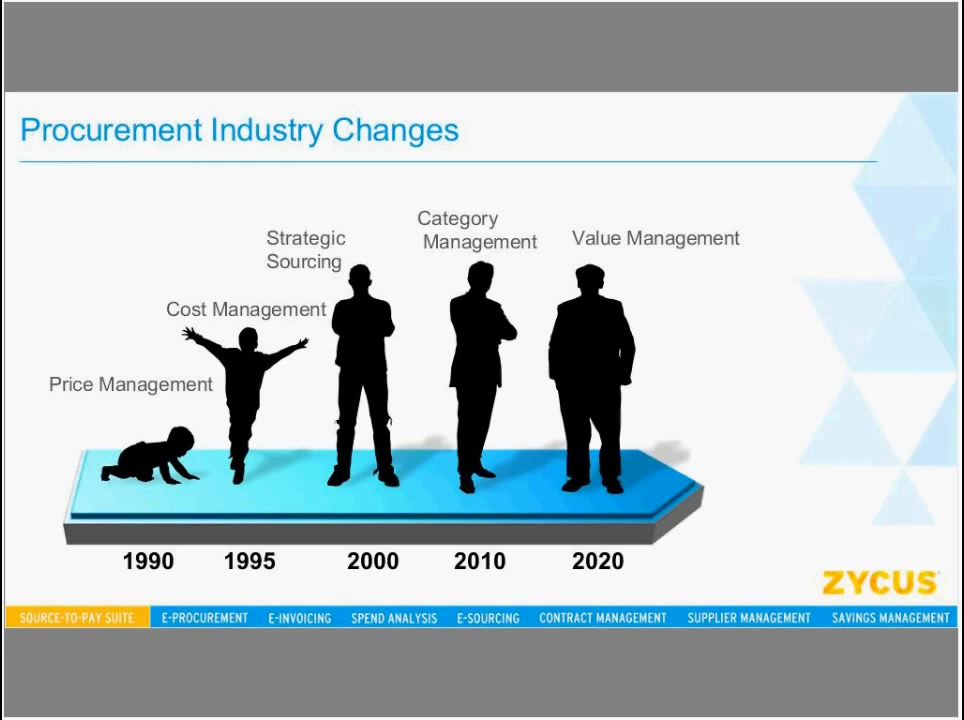 Procurement Industry Changes
Category
Management
Value Management
Strategic
Sourcing
Cost Management
Price Management
1990 1995 2000 2010 2020
ZYCUS
SOURCE-TO-PAY SUITE E-PROCUREMENT E-INVOICING SPEND ANALYSIS E-SOURCING CONTRACT MANAGEMENT SUPPLIER MANAGEMENT SAVINGS MANAGEMENT